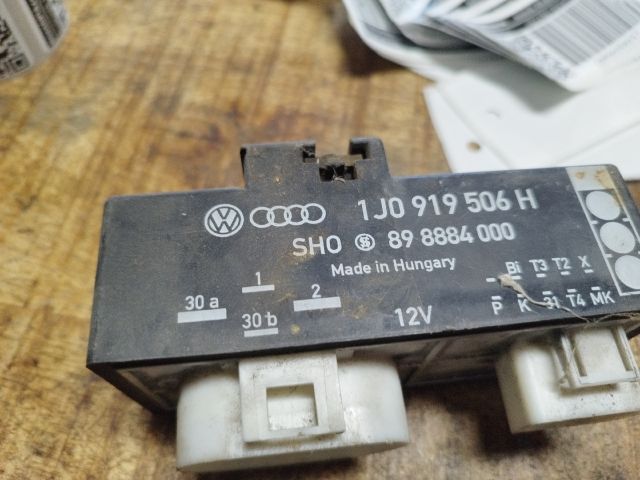 1J0 919 506 H
SHO 89 8884 000
Made in Hungary
Bi T3 T2 X
P K 31 T4 MK
1
30 a 2
30 b
12V